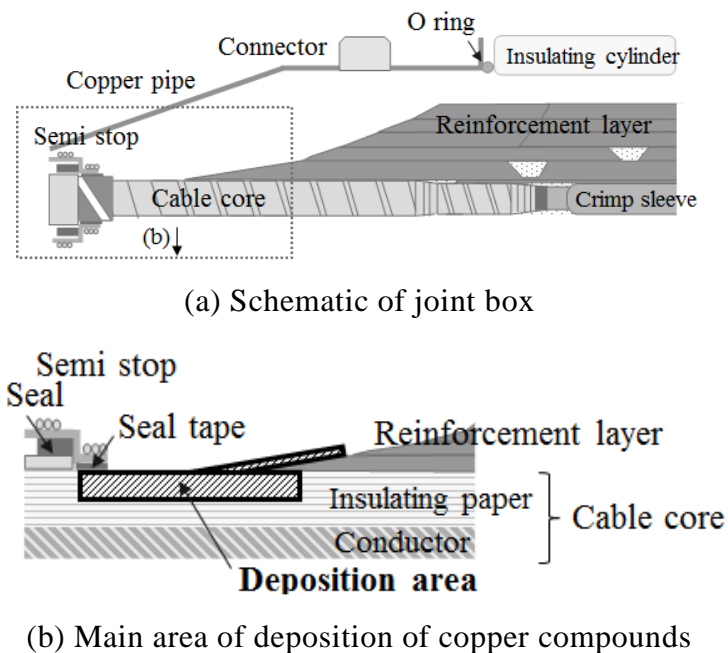 O ring
Connector
Insulating cylinder
Copper pipe
Semi stop
Reinforcement layer
Cable core
Crimp sleeve
(b)
(a) Schematic of joint box
Semi stop
Seal
Seal tape
Reinforcement layer
Insulating paper
Cable core
Conductor
Deposition area
(b) Main area of deposition of copper compounds